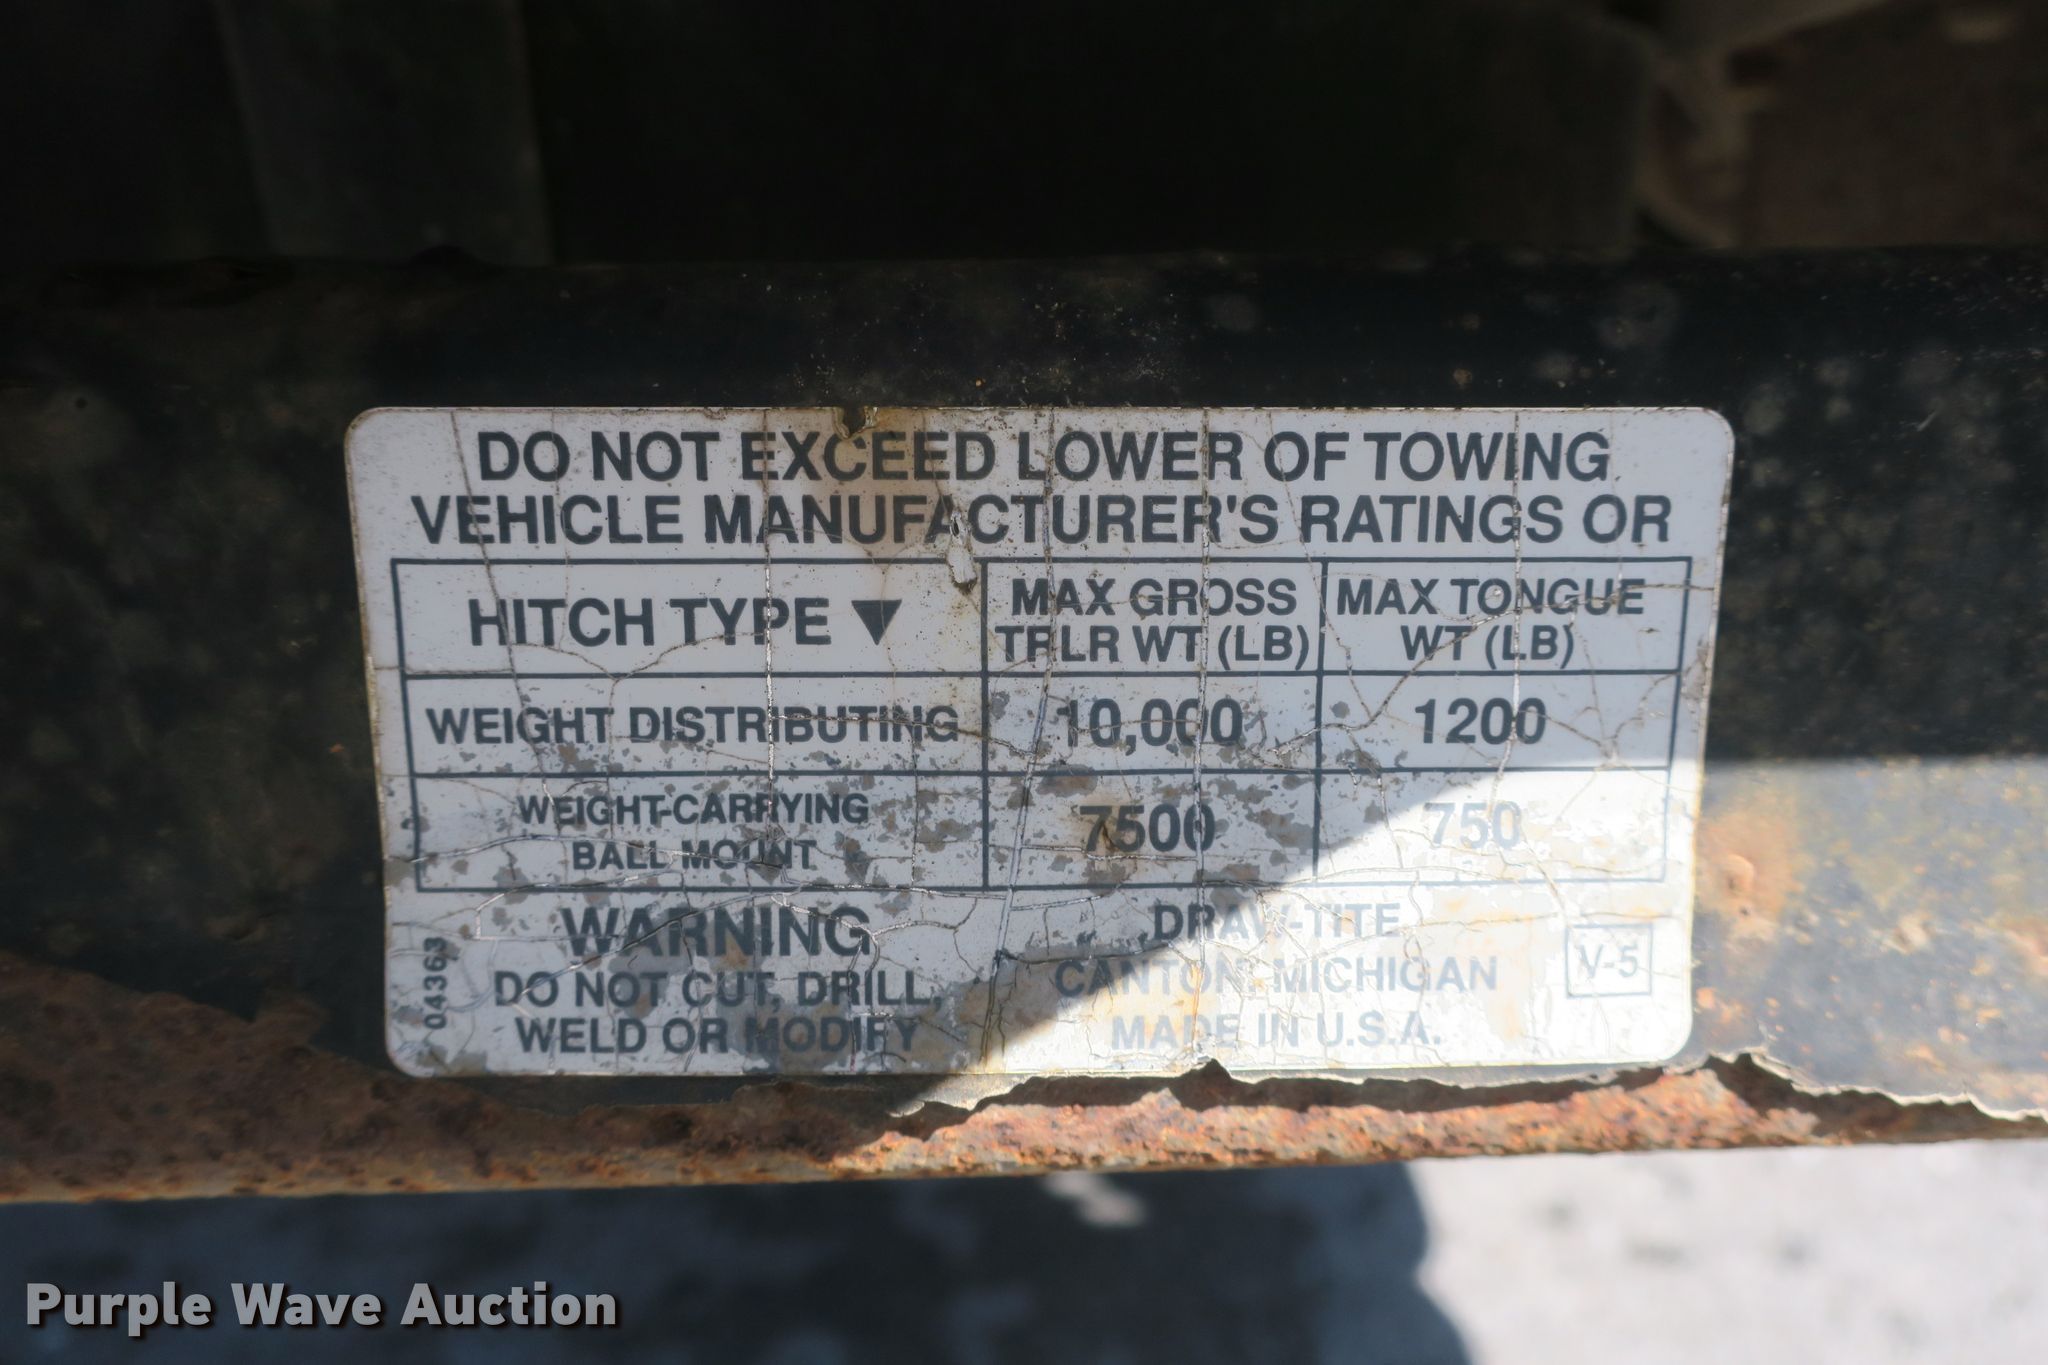 DO NOT EXCEED LOWER OF TOWING
VEHICLE MANUFACTURER'S RATINGS OR
HITCH TYPE ▼ MAX GROSS TRLR WT (LB) MAX TONGUE WT (LB)
WEIGHT DISTRIBUTING 10,000 1200
WEIGHT-CARRYING BALL MOUNT 7500 750
04363
WARNING
DO NOT CUT, DRILL,
WELD OR MODIFY
DRAW-TITE
CANTON, MICHIGAN
MADE IN U.S.A.
V-5
Purple Wave Auction